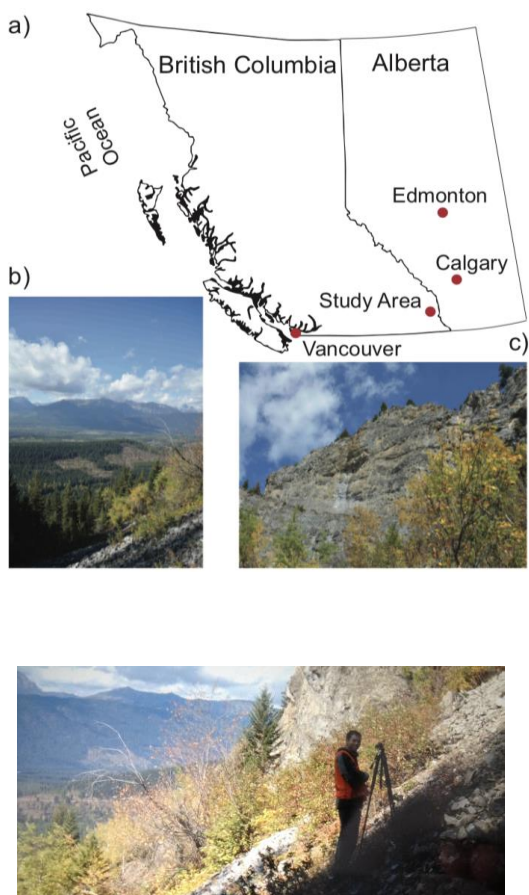 a)
British Columbia
Alberta
Pacific
Ocean
Edmonton
Calgary
b)
Study Area
Vancouver
c)